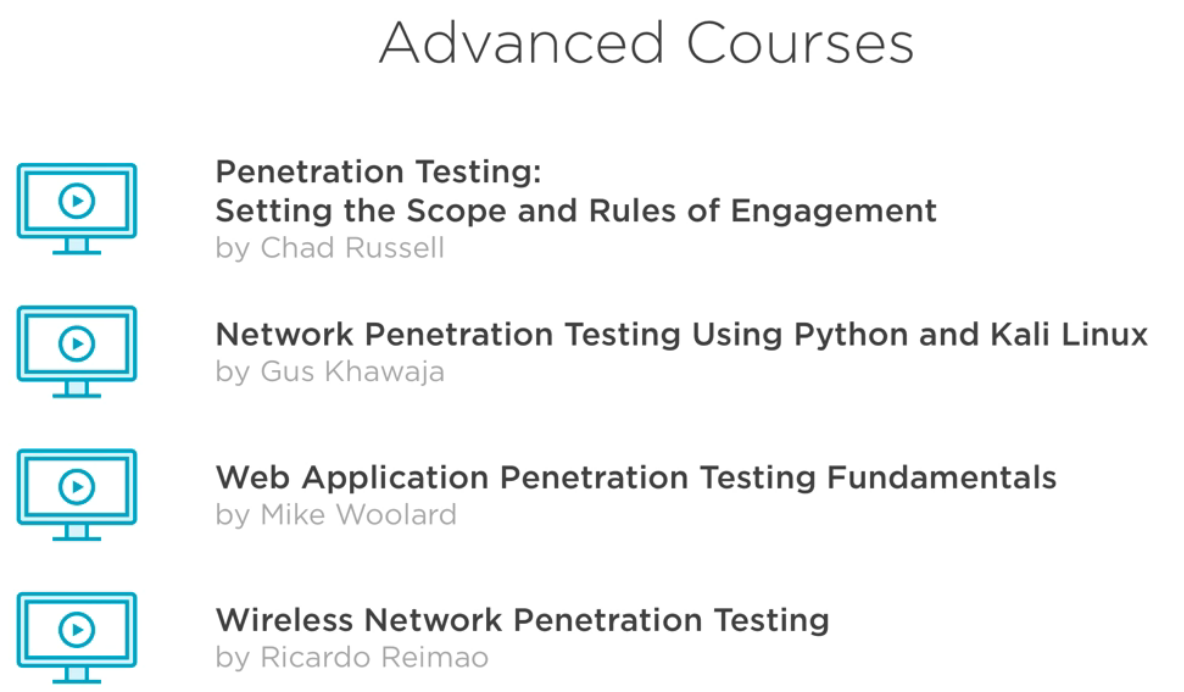 Advanced Courses
Penetration Testing:
Setting the Scope and Rules of Engagement
by Chad Russell
Network Penetration Testing Using Python and Kali Linux
by Gus Khawaja
Web Application Penetration Testing Fundamentals
by Mike Woolard
Wireless Network Penetration Testing
by Ricardo Reimao